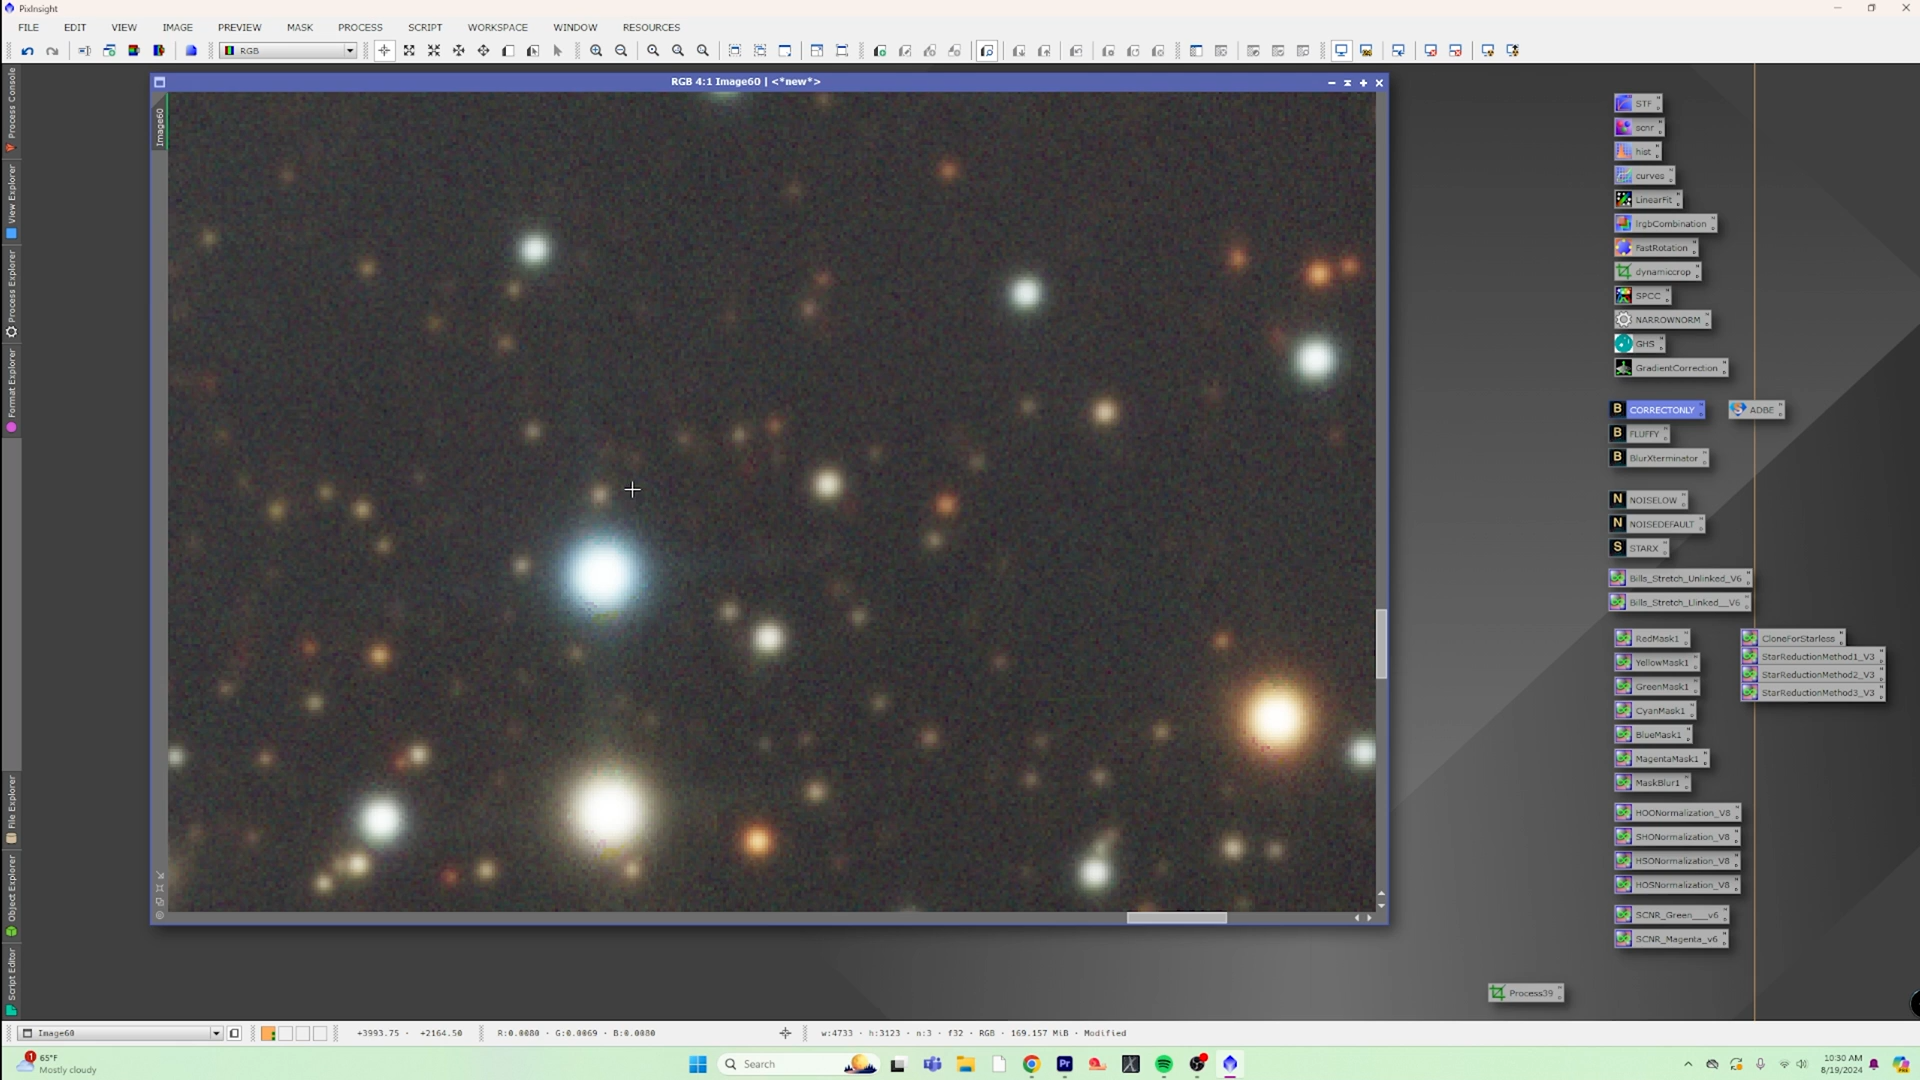 PixInsight
FILE EDIT VIEW IMAGE PROCESS PREVIEW MASK SCRIPT WORKSPACE WINDOW RESOURCES
RGB
RGB 4:1 Image60 | <*new*>
Image60
Process Console
View Explorer
Process Explorer
Format Explorer
File Explorer
Object Explorer
Script Editor
STF
scnr
hist
curves
LinearFit
lrgbCombination
FastRotation
dynamiccrop
SPCC
NARROWNORM
GHS
GradientCorrection
B CORRECTONLY
ADBE
B FLUFFY
B BlurXterminator
N NOISELOW
N NOISEDEFAULT
S STARX
Bills_Stretch_Unlinked_V6
Bills_Stretch_Llinked__V6
RedMask1
CloneForStarless
YellowMask1
StarReductionMethod1_V3
GreenMask1
StarReductionMethod2_V3
CyanMask1
StarReductionMethod3_V3
BlueMask1
MagentaMask1
MaskBlur1
HOONormalization_V8
SHONormalization_V8
HSONormalization_V8
HOSNormalization_V8
SCNR_Green___v6
SCNR_Magenta_v6
Process39
Image60
+3993.75 · +2164.50
R:0.0080 · G:0.0069 · B:0.0080
w:4733 · h:3123 · n:3 · f32 · RGB · 169.157 MiB · Modified
1
65°F
Mostly cloudy
Search
Pr
10:30 AM
8/19/2024